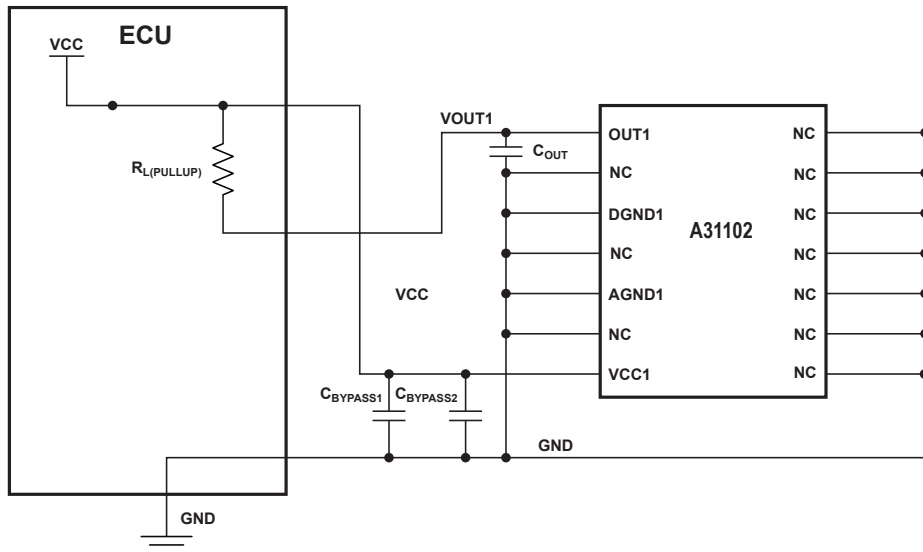 ECU
VCC
R_L(PULLUP)
VOUT1
C_OUT
OUT1
NC
DGND1
NC
AGND1
NC
VCC1
A31102
NC
NC
NC
NC
NC
NC
NC
VCC
C_BYPASS1
C_BYPASS2
GND
GND